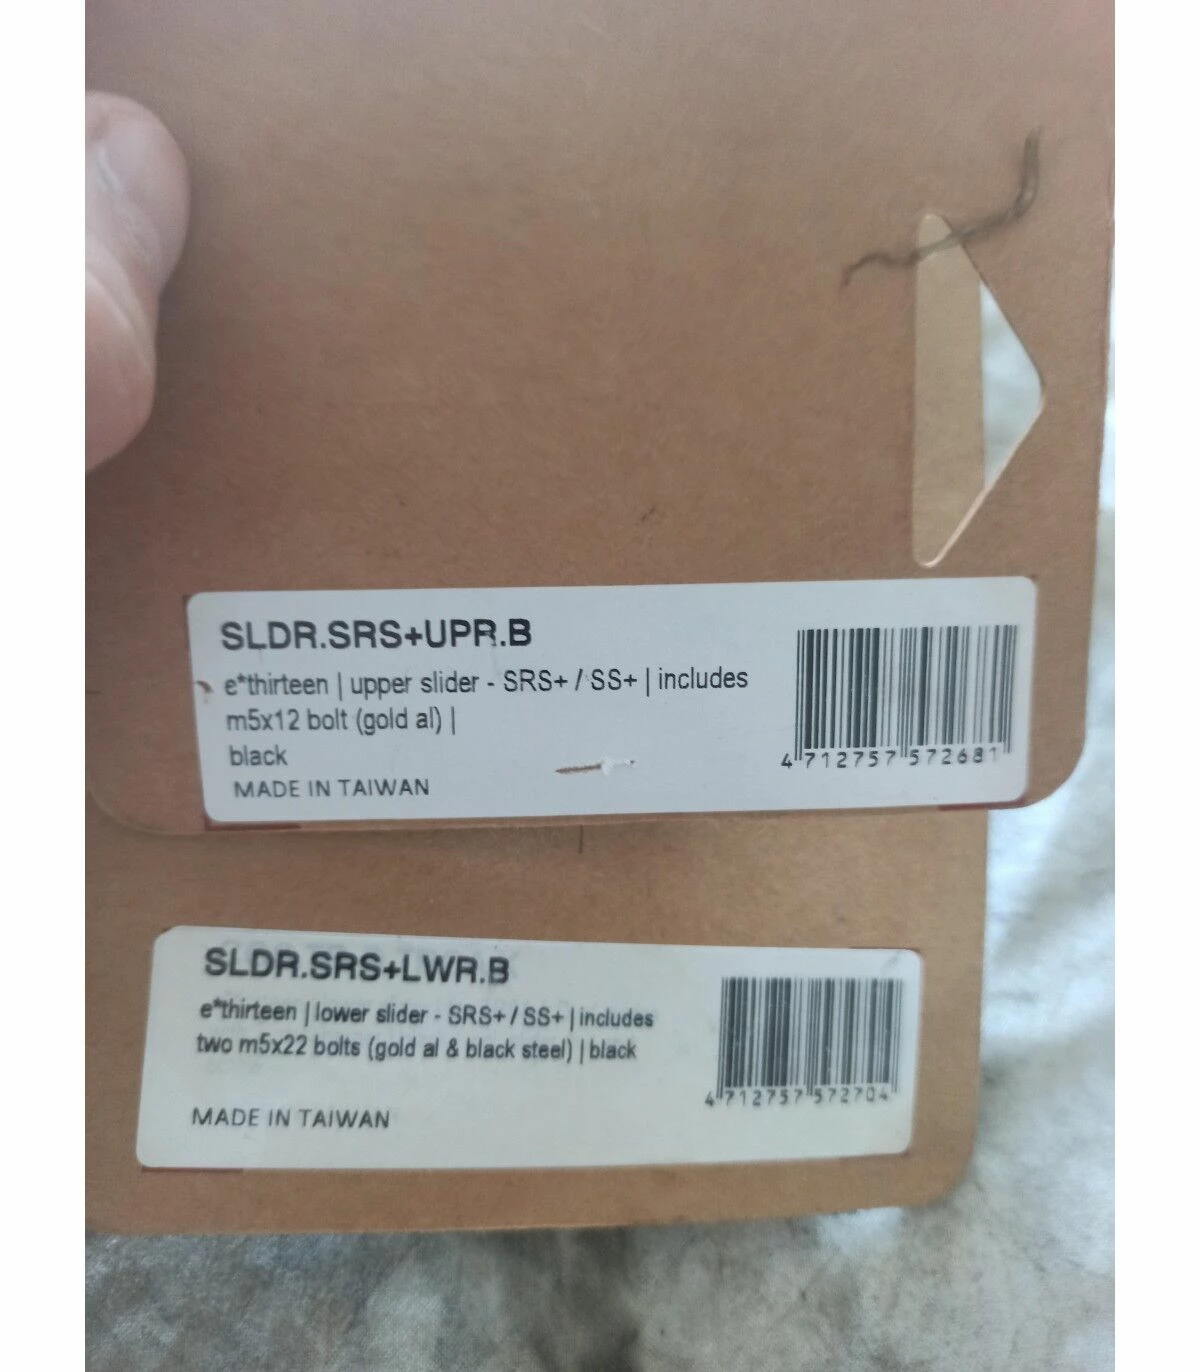 SLDR.SRS+UPR.B
e*thirteen | upper slider - SRS+ / SS+ | includes
m5x12 bolt (gold al) |
black
MADE IN TAIWAN
4 712757 572681
SLDR.SRS+LWR.B
e*thirteen | lower slider - SRS+ / SS+ | includes
two m5x22 bolts (gold al & black steel) | black
MADE IN TAIWAN
4 712757 572704